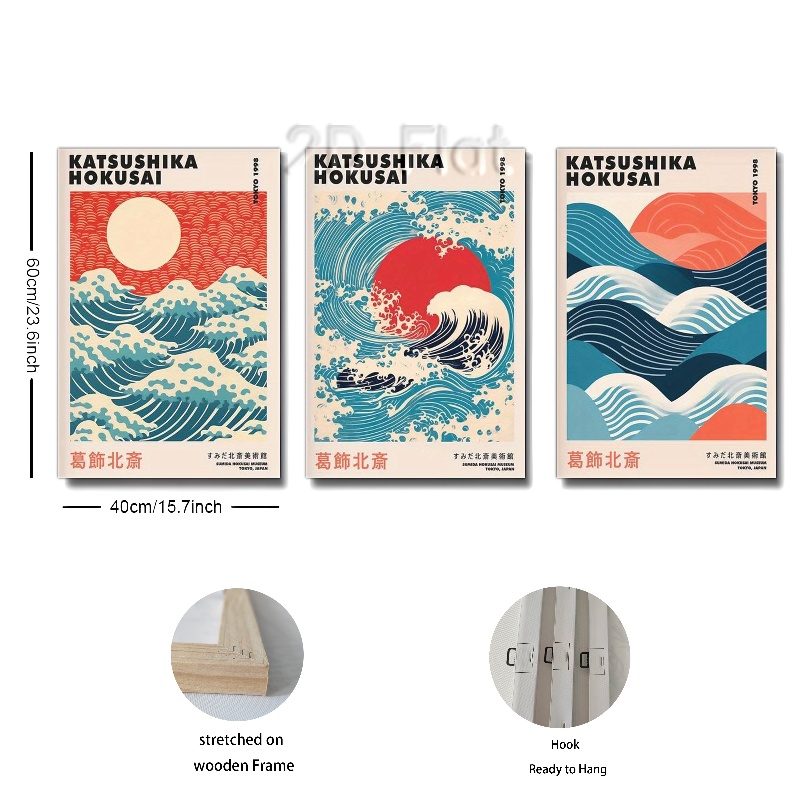 2D Flat
KATSUSHIKA
HOKUSAI
TOKYO 1998
KATSUSHIKA
HOKUSAI
TOKYO 1998
KATSUSHIKA
HOKUSAI
TOKYO 1998
60cm/23.6inch
葛飾北斎
すみだ北斎美術館
SUMIDA HOKUSAI MUSEUM
TOKYO, JAPAN
葛飾北斎
すみだ北斎美術館
SUMIDA HOKUSAI MUSEUM
TOKYO, JAPAN
葛飾北斎
すみだ北斎美術館
SUMIDA HOKUSAI MUSEUM
TOKYO, JAPAN
40cm/15.7inch
stretched on
wooden Frame
Hook
Ready to Hang